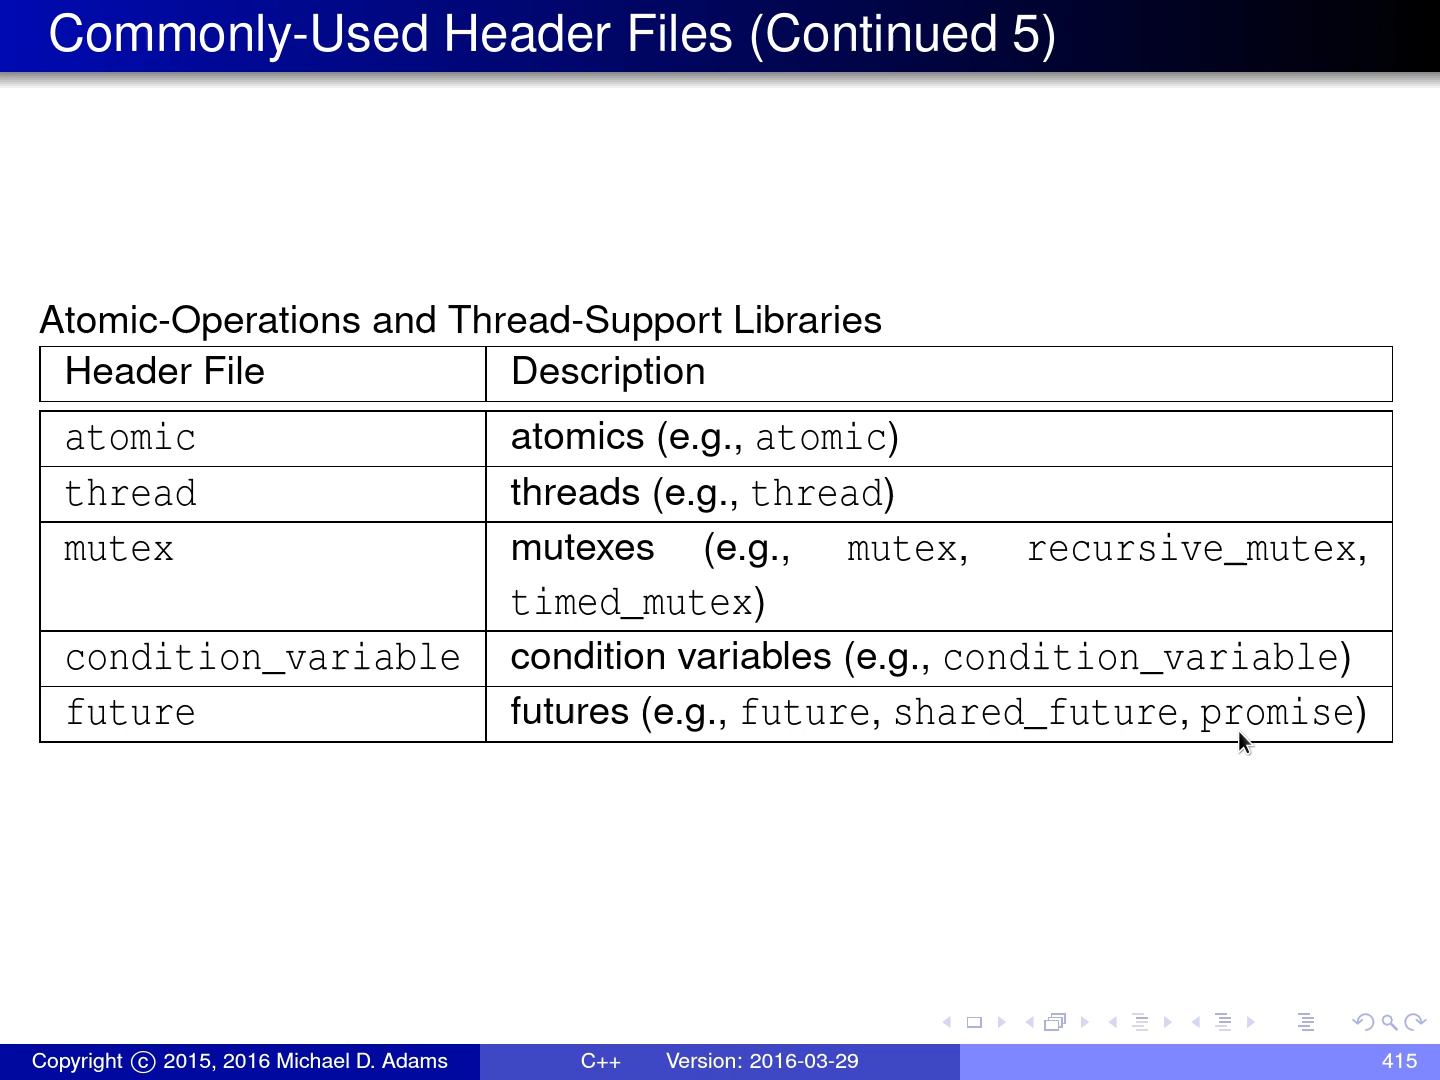 Commonly-Used Header Files (Continued 5)
Atomic-Operations and Thread-Support Libraries
Header File Description
atomic atomics (e.g., atomic)
thread threads (e.g., thread)
mutex mutexes (e.g., mutex, recursive_mutex,
timed_mutex)
condition_variable condition variables (e.g., condition_variable)
future futures (e.g., future, shared_future, promise)
Copyright © 2015, 2016 Michael D. Adams C++ Version: 2016-03-29 415